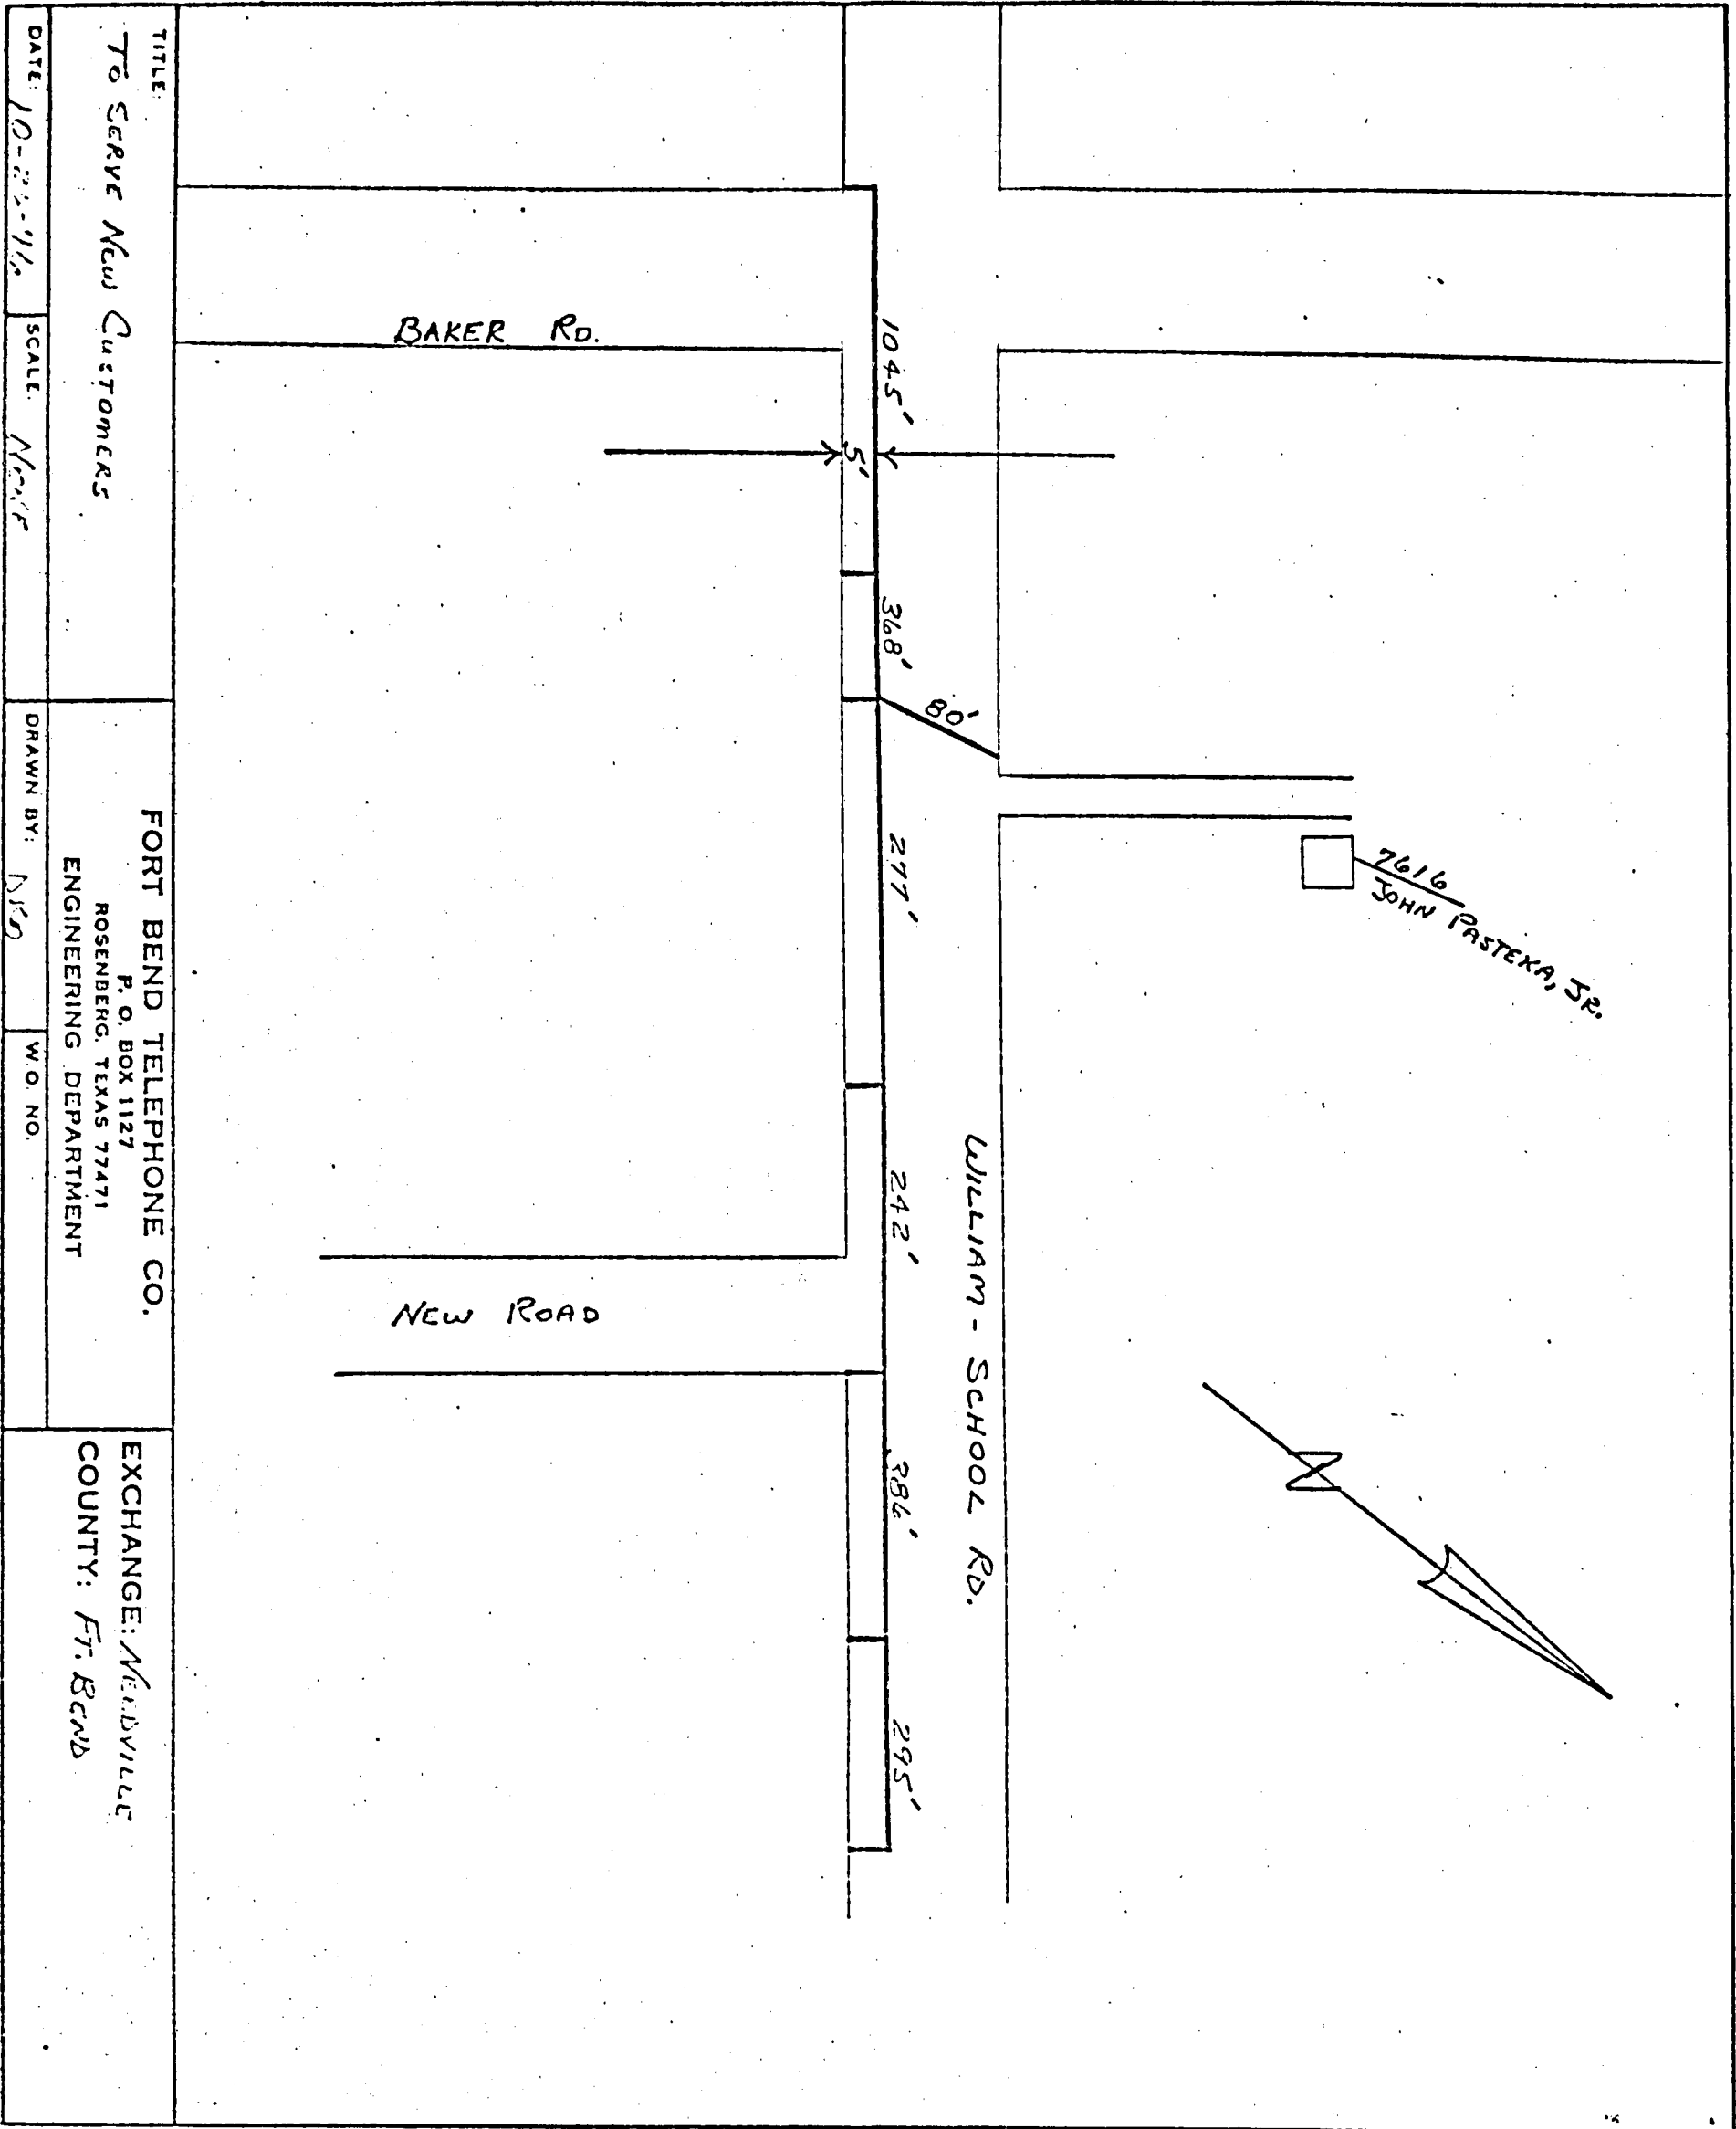 BAKER RD.
1045'
5'
368'
80'
277'
242'
295'
7616
JOHN PASTEKA, JR.
WILLIAM - SCHOOL RD.
NEW ROAD
N
TITLE:
TO SERVE NEW CUSTOMERS
DATE:
SCALE: NONE
FORT BEND TELEPHONE CO.
P. O. BOX 1127
ROSENBERG, TEXAS 77471
ENGINEERING DEPARTMENT
DRAWN BY:
W.O. NO.
EXCHANGE: NEEDVILLE
COUNTY: FT. BEND